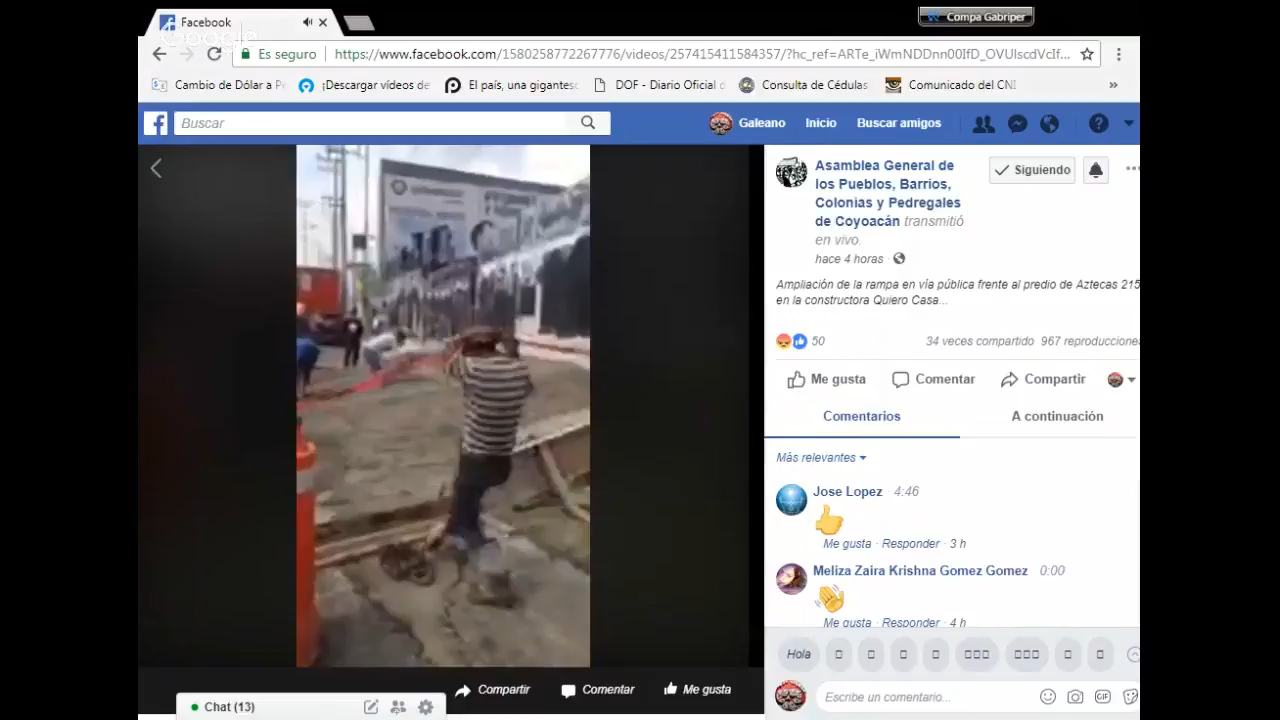 Facebook
Compa Gabriper
Google
Es seguro
https://www.facebook.com/1580258772267776/videos/257415411584357/?hc_ref=ARTe_iWmNDDnn00IfD_OVUlscdVcIf...
Cambio de Dólar a Pe
¡Descargar vídeos de
El país, una gigantesc
DOF - Diario Oficial d
Consulta de Cédulas
Comunicado del CNI
»
Buscar
Galeano
Inicio
Buscar amigos
Asamblea General de
los Pueblos, Barrios,
Colonias y Pedregales
de Coyoacán transmitió
en vivo.
hace 4 horas
Siguiendo
Ampliación de la rampa en vía pública frente al predio de Aztecas 215
en la constructora Quiero Casa...
50
34 veces compartido
967 reproducciones
Me gusta
Comentar
Compartir
Comentarios
A continuación
Más relevantes
Jose Lopez 4:46
Me gusta · Responder · 3 h
Meliza Zaira Krishna Gomez Gomez 0:00
Me gusta · Responder · 4 h
Hola
Escribe un comentario...
GIF
Compartir
Comentar
Me gusta
Chat (13)